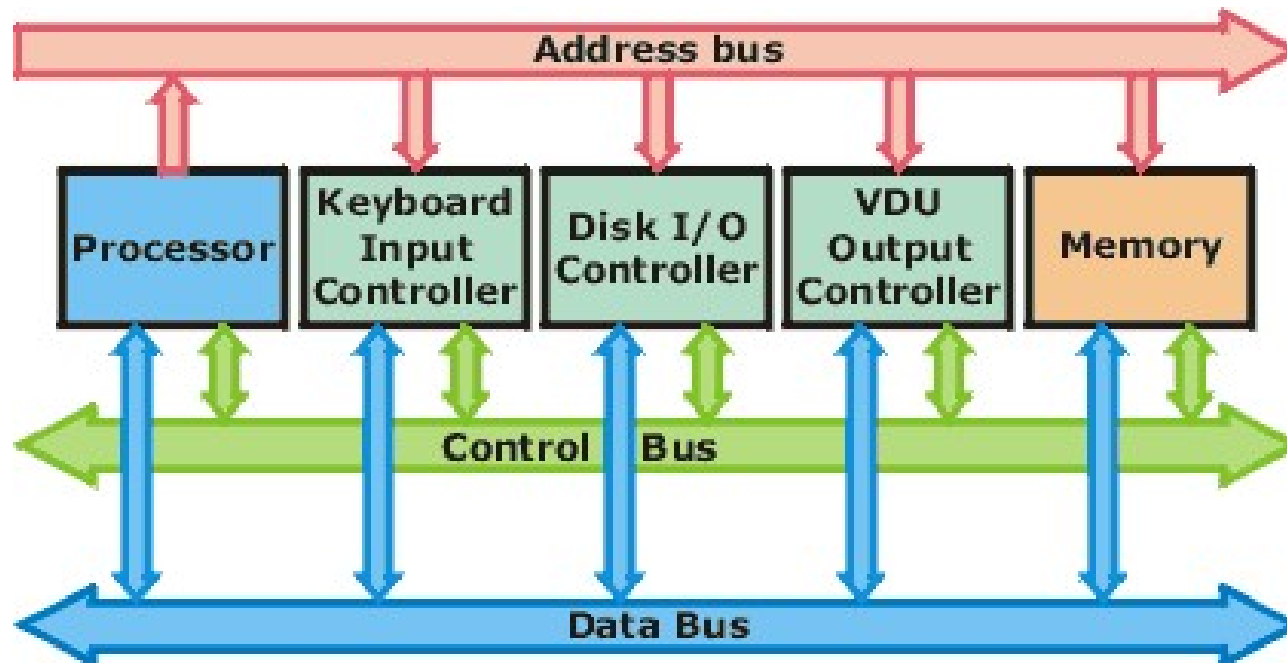 Address bus
Processor
Keyboard
Input
Controller
Disk I/O
Controller
VDU
Output
Controller
Memory
Control Bus
Data Bus